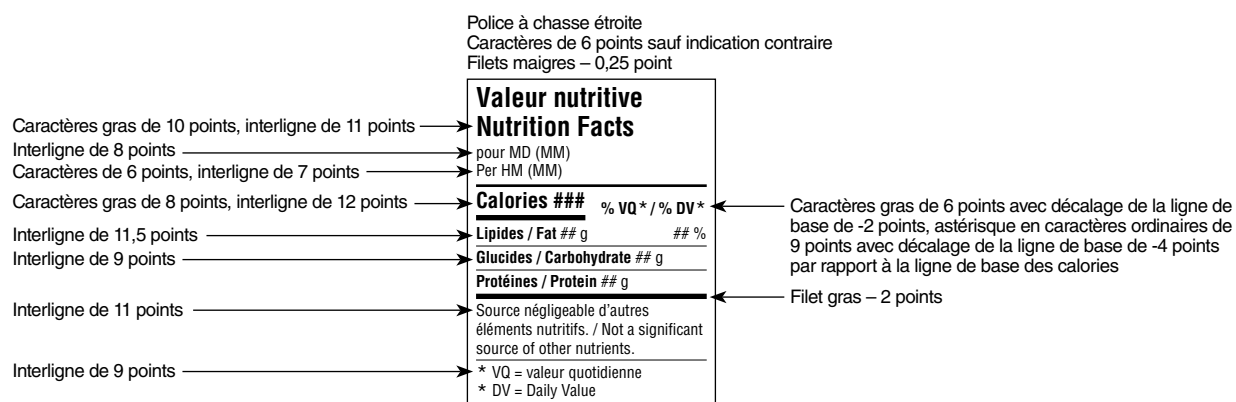 Police à chasse étroite
Caractères de 6 points sauf indication contraire
Filets maigres – 0,25 point
Valeur nutritive
Caractères gras de 10 points, interligne de 11 points
Nutrition Facts
Interligne de 8 points
pour MD (MM)
Caractères de 6 points, interligne de 7 points
Per HM (MM)
Caractères gras de 8 points, interligne de 12 points
Calories ###
% VQ* / % DV*
Caractères gras de 6 points avec décalage de la ligne de
base de -2 points, astérisque en caractères ordinaires de
9 points avec décalage de la ligne de base de -4 points
par rapport à la ligne de base des calories
Interligne de 11,5 points
Lipides / Fat ## g ## %
Interligne de 9 points
Glucides / Carbohydrate ## g
Protéines / Protein ## g
Filet gras – 2 points
Interligne de 11 points
Source négligeable d’autres
éléments nutritifs. / Not a significant
source of other nutrients.
Interligne de 9 points
* VQ = valeur quotidienne
* DV = Daily Value